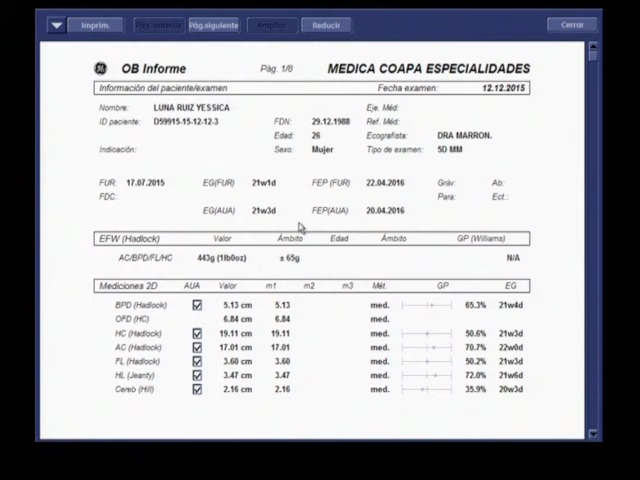 Imprim. Pág.anterior Pág.siguiente Ampliar Reducir Cerrar
OB Informe Pág. 1/8 MEDICA COAPA ESPECIALIDADES
Información del paciente/examen Fecha examen: 12.12.2015
Nombre: LUNA RUIZ YESSICA Eje. Méd:
ID paciente: D59915-15-12-12-3 FDN: 29.12.1988 Ref. Méd:
Edad: 26 Ecografista: DRA MARRON.
Indicación: Sexo: Mujer Tipo de examen: 5D MM
FUR: 17.07.2015 EG(FUR) 21w1d FEP (FUR) 22.04.2016 Gráv: Ab:
FDC: Para: Ect.:
EG(AUA) 21w3d FEP(AUA) 20.04.2016
EFW (Hadlock) Valor Ámbito Edad Ámbito GP (Williams)
AC/BPD/FL/HC 443g (1lb0oz) ± 65g N/A
Mediciones 2D AUA Valor m1 m2 m3 Mét. GP EG
BPD (Hadlock) 5.13 cm 5.13 med. 65.3% 21w4d
OFD (HC) 6.84 cm 6.84 med.
HC (Hadlock) 19.11 cm 19.11 med. 50.6% 21w3d
AC (Hadlock) 17.01 cm 17.01 med. 70.7% 22w0d
FL (Hadlock) 3.60 cm 3.60 med. 50.2% 21w3d
HL (Jeanty) 3.47 cm 3.47 med. 72.0% 21w6d
Cereb (Hill) 2.16 cm 2.16 med. 35.9% 20w3d